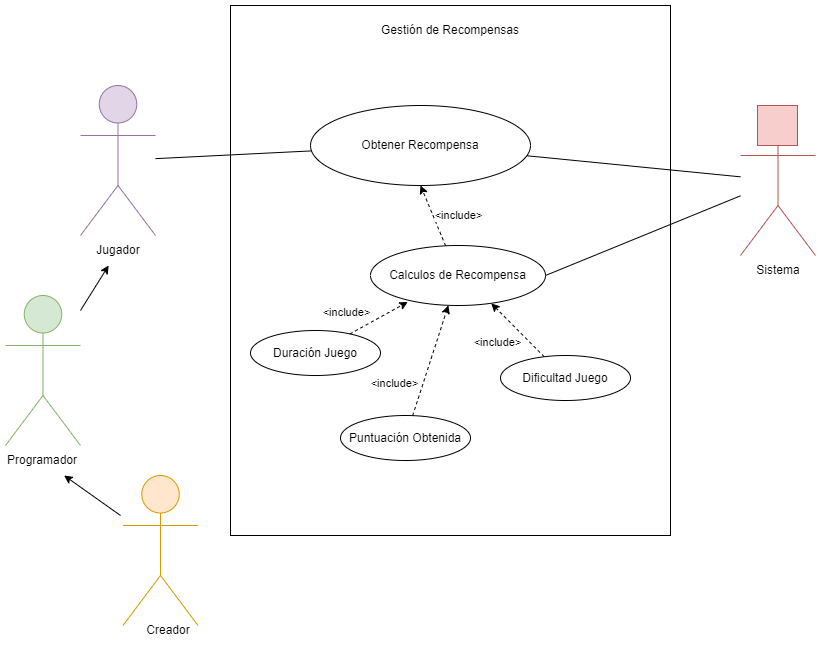 Gestión de Recompensas
Obtener Recompensa
<include>
Jugador
Calculos de Recompensa
Sistema
<include>
<include>
Duración Juego
<include>
Dificultad Juego
Puntuación Obtenida
Programador
Creador